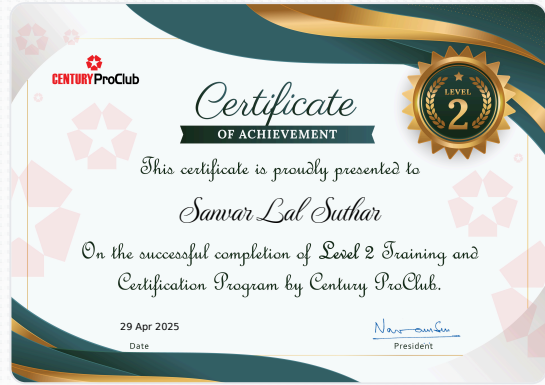 CENTURY ProClub
Certificate
OF ACHIEVEMENT
LEVEL
2
This certificate is proudly presented to
Sanvar Lal Suthar
On the successful completion of Level 2 Training and
Certification Program by Century ProClub.
29 Apr 2025
Date
President